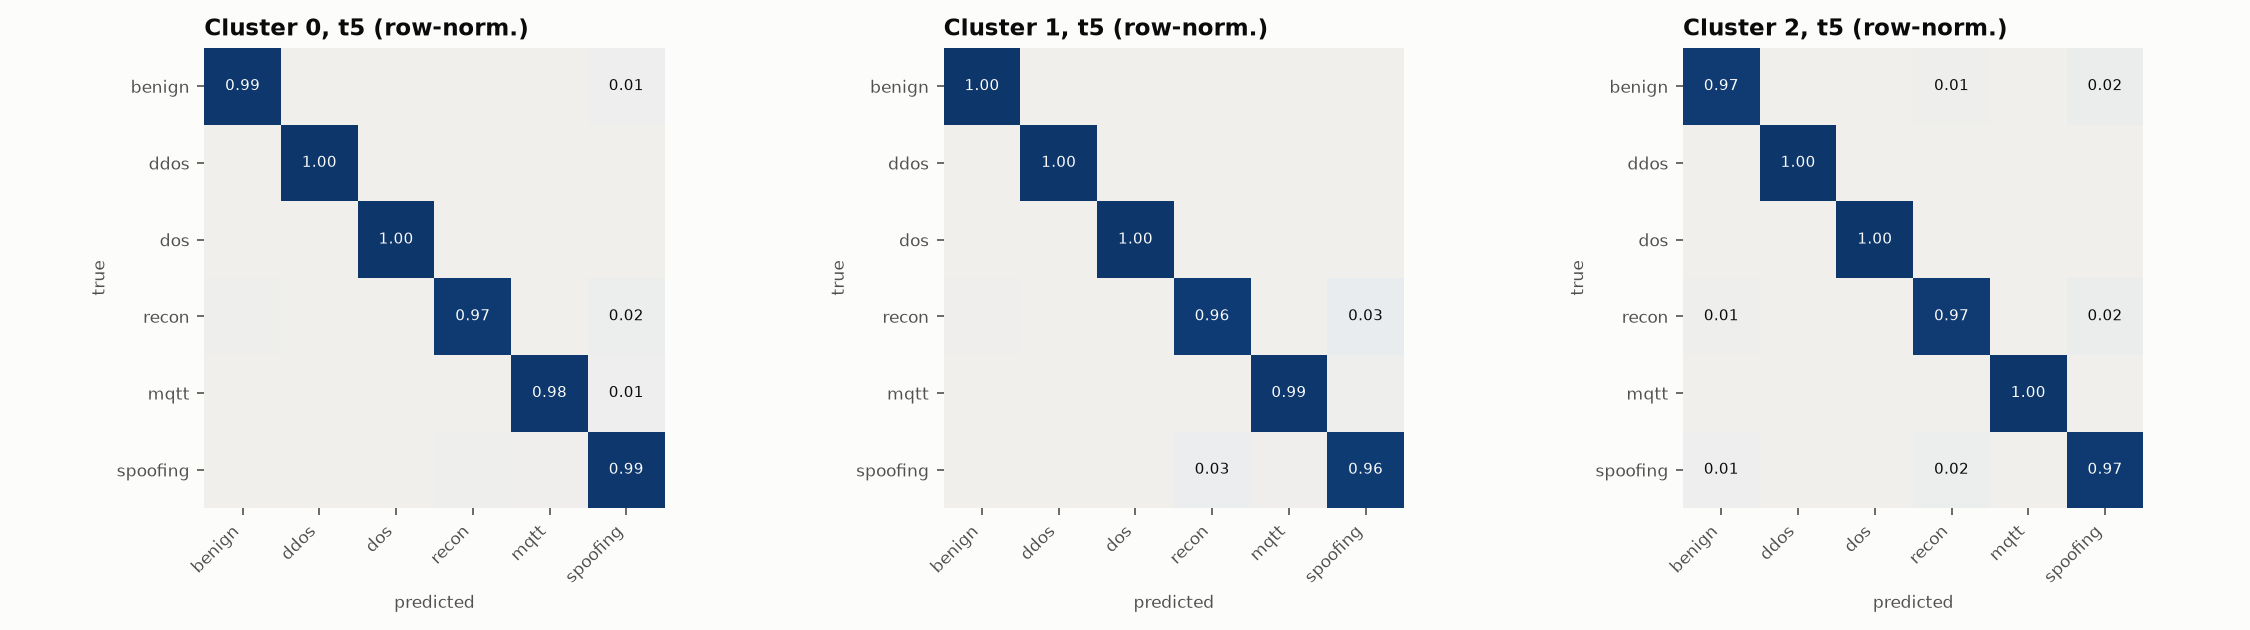 Cluster 0, t5 (row-norm.)
benign 0.99 0.01
ddos 1.00
dos 1.00
recon 0.97 0.02
mqtt 0.98 0.01
spoofing 0.99
true
benign ddos dos recon mqtt spoofing
predicted
Cluster 1, t5 (row-norm.)
benign 1.00
ddos 1.00
dos 1.00
recon 0.96 0.03
mqtt 0.99
spoofing 0.03 0.96
true
benign ddos dos recon mqtt spoofing
predicted
Cluster 2, t5 (row-norm.)
benign 0.97 0.01 0.02
ddos 1.00
dos 1.00
recon 0.01 0.97 0.02
mqtt 1.00
spoofing 0.01 0.02 0.97
true
benign ddos dos recon mqtt spoofing
predicted